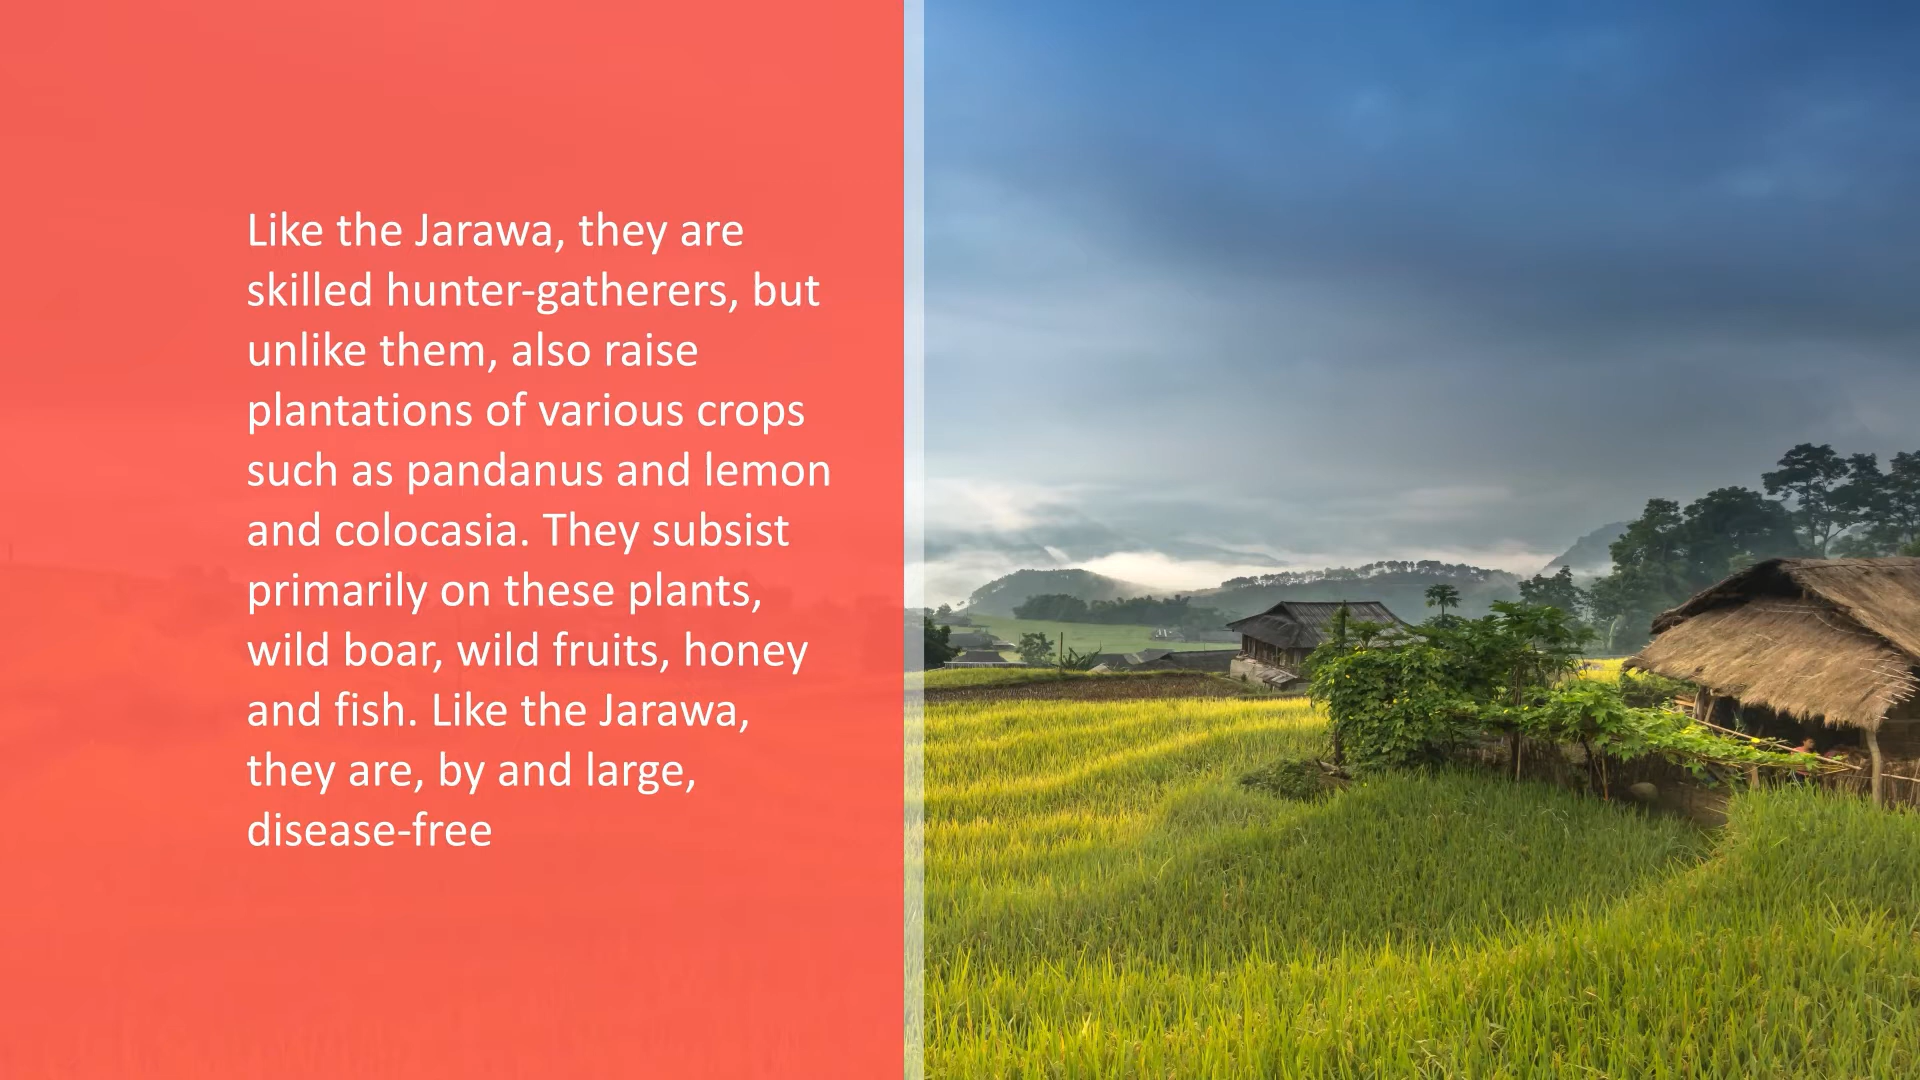 Like the Jarawa, they are
skilled hunter-gatherers, but
unlike them, also raise
plantations of various crops
such as pandanus and lemon
and colocasia. They subsist
primarily on these plants,
wild boar, wild fruits, honey
and fish. Like the Jarawa,
they are, by and large,
disease-free